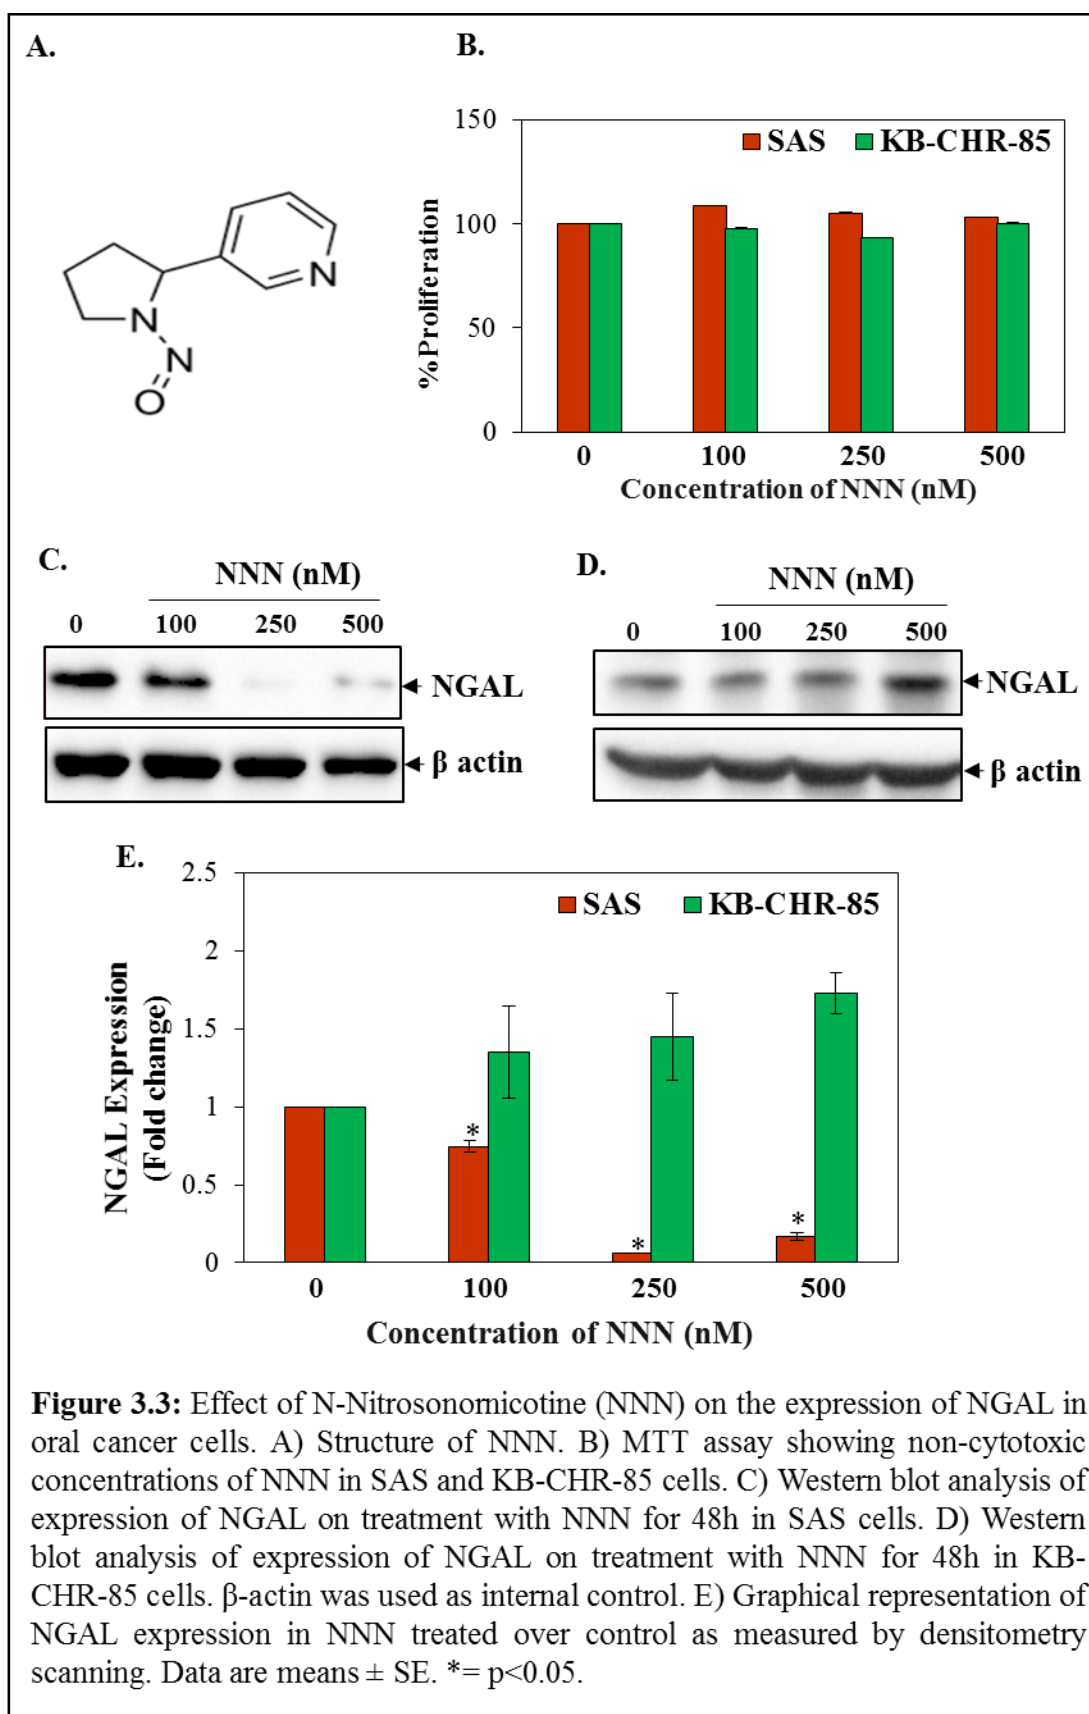 A.
N
N
N
O
B.
150
100
50
0
%Proliferation
SAS KB-CHR-85
0 100 250 500
Concentration of NNN (nM)
C.
NNN (nM)
0 100 250 500
NGAL
β actin
D.
NNN (nM)
0 100 250 500
NGAL
β actin
E.
2.5
2
1.5
1
0.5
0
NGAL Expression
(Fold change)
SAS KB-CHR-85
* * *
0 100 250 500
Concentration of NNN (nM)
Figure 3.3: Effect of N-Nitrosonornicotine (NNN) on the expression of NGAL in
oral cancer cells. A) Structure of NNN. B) MTT assay showing non-cytotoxic
concentrations of NNN in SAS and KB-CHR-85 cells. C) Western blot analysis of
expression of NGAL on treatment with NNN for 48h in SAS cells. D) Western
blot analysis of expression of NGAL on treatment with NNN for 48h in KB-
CHR-85 cells. β-actin was used as internal control. E) Graphical representation of
NGAL expression in NNN treated over control as measured by densitometry
scanning. Data are means ± SE. *= p<0.05.